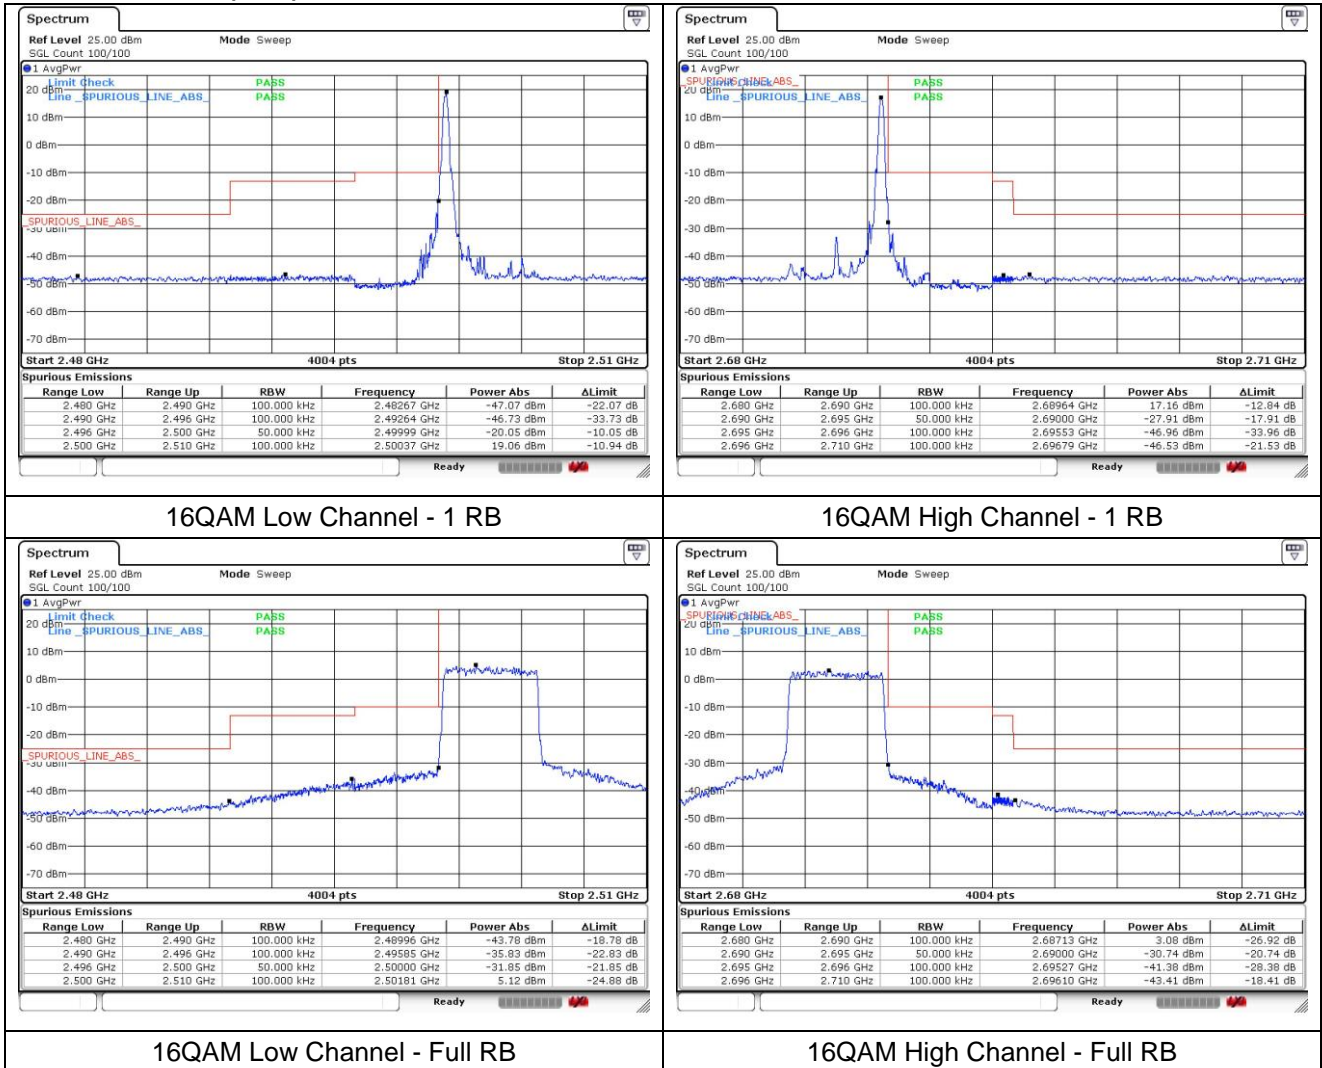 Spectrum
Ref Level 25.00 dBm Mode Sweep
SGL Count 100/100
1 AvgPwr
Limit Check PASS
20 dBm
Line _SPURIOUS_LINE_ABS_ PASS
10 dBm
0 dBm
-10 dBm
-20 dBm
_SPURIOUS_LINE_ABS_
-30 dBm
-40 dBm
-50 dBm
-60 dBm
-70 dBm
Start 2.48 GHz 4004 pts Stop 2.51 GHz
Spurious Emissions
Range Low Range Up RBW Frequency Power Abs ΔLimit
2.480 GHz 2.490 GHz 100.000 kHz 2.48267 GHz -47.07 dBm -22.07 dB
2.490 GHz 2.496 GHz 100.000 kHz 2.49264 GHz -46.73 dBm -33.73 dB
2.496 GHz 2.500 GHz 50.000 kHz 2.49999 GHz -20.05 dBm -10.05 dB
2.500 GHz 2.510 GHz 100.000 kHz 2.50037 GHz 19.06 dBm -10.94 dB
Ready
Spectrum
Ref Level 25.00 dBm Mode Sweep
SGL Count 100/100
1 AvgPwr
_SPURIOUS_LINE_ABS_
Limit Check PASS
20 dBm
Line _SPURIOUS_LINE_ABS_ PASS
10 dBm
0 dBm
-10 dBm
-20 dBm
-30 dBm
-40 dBm
-50 dBm
-60 dBm
-70 dBm
Start 2.68 GHz 4004 pts Stop 2.71 GHz
Spurious Emissions
Range Low Range Up RBW Frequency Power Abs ΔLimit
2.680 GHz 2.690 GHz 100.000 kHz 2.68964 GHz 17.16 dBm -12.84 dB
2.690 GHz 2.695 GHz 50.000 kHz 2.69000 GHz -27.91 dBm -17.91 dB
2.695 GHz 2.696 GHz 100.000 kHz 2.69553 GHz -46.96 dBm -33.96 dB
2.696 GHz 2.710 GHz 100.000 kHz 2.69679 GHz -46.53 dBm -21.53 dB
Ready
16QAM Low Channel - 1 RB
16QAM High Channel - 1 RB
Spectrum
Ref Level 25.00 dBm Mode Sweep
SGL Count 100/100
1 AvgPwr
Limit Check PASS
20 dBm
Line _SPURIOUS_LINE_ABS_ PASS
10 dBm
0 dBm
-10 dBm
-20 dBm
_SPURIOUS_LINE_ABS_
-30 dBm
-40 dBm
-50 dBm
-60 dBm
-70 dBm
Start 2.48 GHz 4004 pts Stop 2.51 GHz
Spurious Emissions
Range Low Range Up RBW Frequency Power Abs ΔLimit
2.480 GHz 2.490 GHz 100.000 kHz 2.48996 GHz -43.78 dBm -18.78 dB
2.490 GHz 2.496 GHz 100.000 kHz 2.49585 GHz -35.83 dBm -22.83 dB
2.496 GHz 2.500 GHz 50.000 kHz 2.50000 GHz -31.85 dBm -21.85 dB
2.500 GHz 2.510 GHz 100.000 kHz 2.50181 GHz 5.12 dBm -24.88 dB
Ready
Spectrum
Ref Level 25.00 dBm Mode Sweep
SGL Count 100/100
1 AvgPwr
_SPURIOUS_LINE_ABS_
Limit Check PASS
20 dBm
Line _SPURIOUS_LINE_ABS_ PASS
10 dBm
0 dBm
-10 dBm
-20 dBm
-30 dBm
-40 dBm
-50 dBm
-60 dBm
-70 dBm
Start 2.68 GHz 4004 pts Stop 2.71 GHz
Spurious Emissions
Range Low Range Up RBW Frequency Power Abs ΔLimit
2.680 GHz 2.690 GHz 100.000 kHz 2.68713 GHz 3.08 dBm -26.92 dB
2.690 GHz 2.695 GHz 50.000 kHz 2.69000 GHz -30.74 dBm -20.74 dB
2.695 GHz 2.696 GHz 100.000 kHz 2.69527 GHz -41.38 dBm -28.38 dB
2.696 GHz 2.710 GHz 100.000 kHz 2.69610 GHz -43.41 dBm -18.41 dB
Ready
16QAM Low Channel - Full RB
16QAM High Channel - Full RB